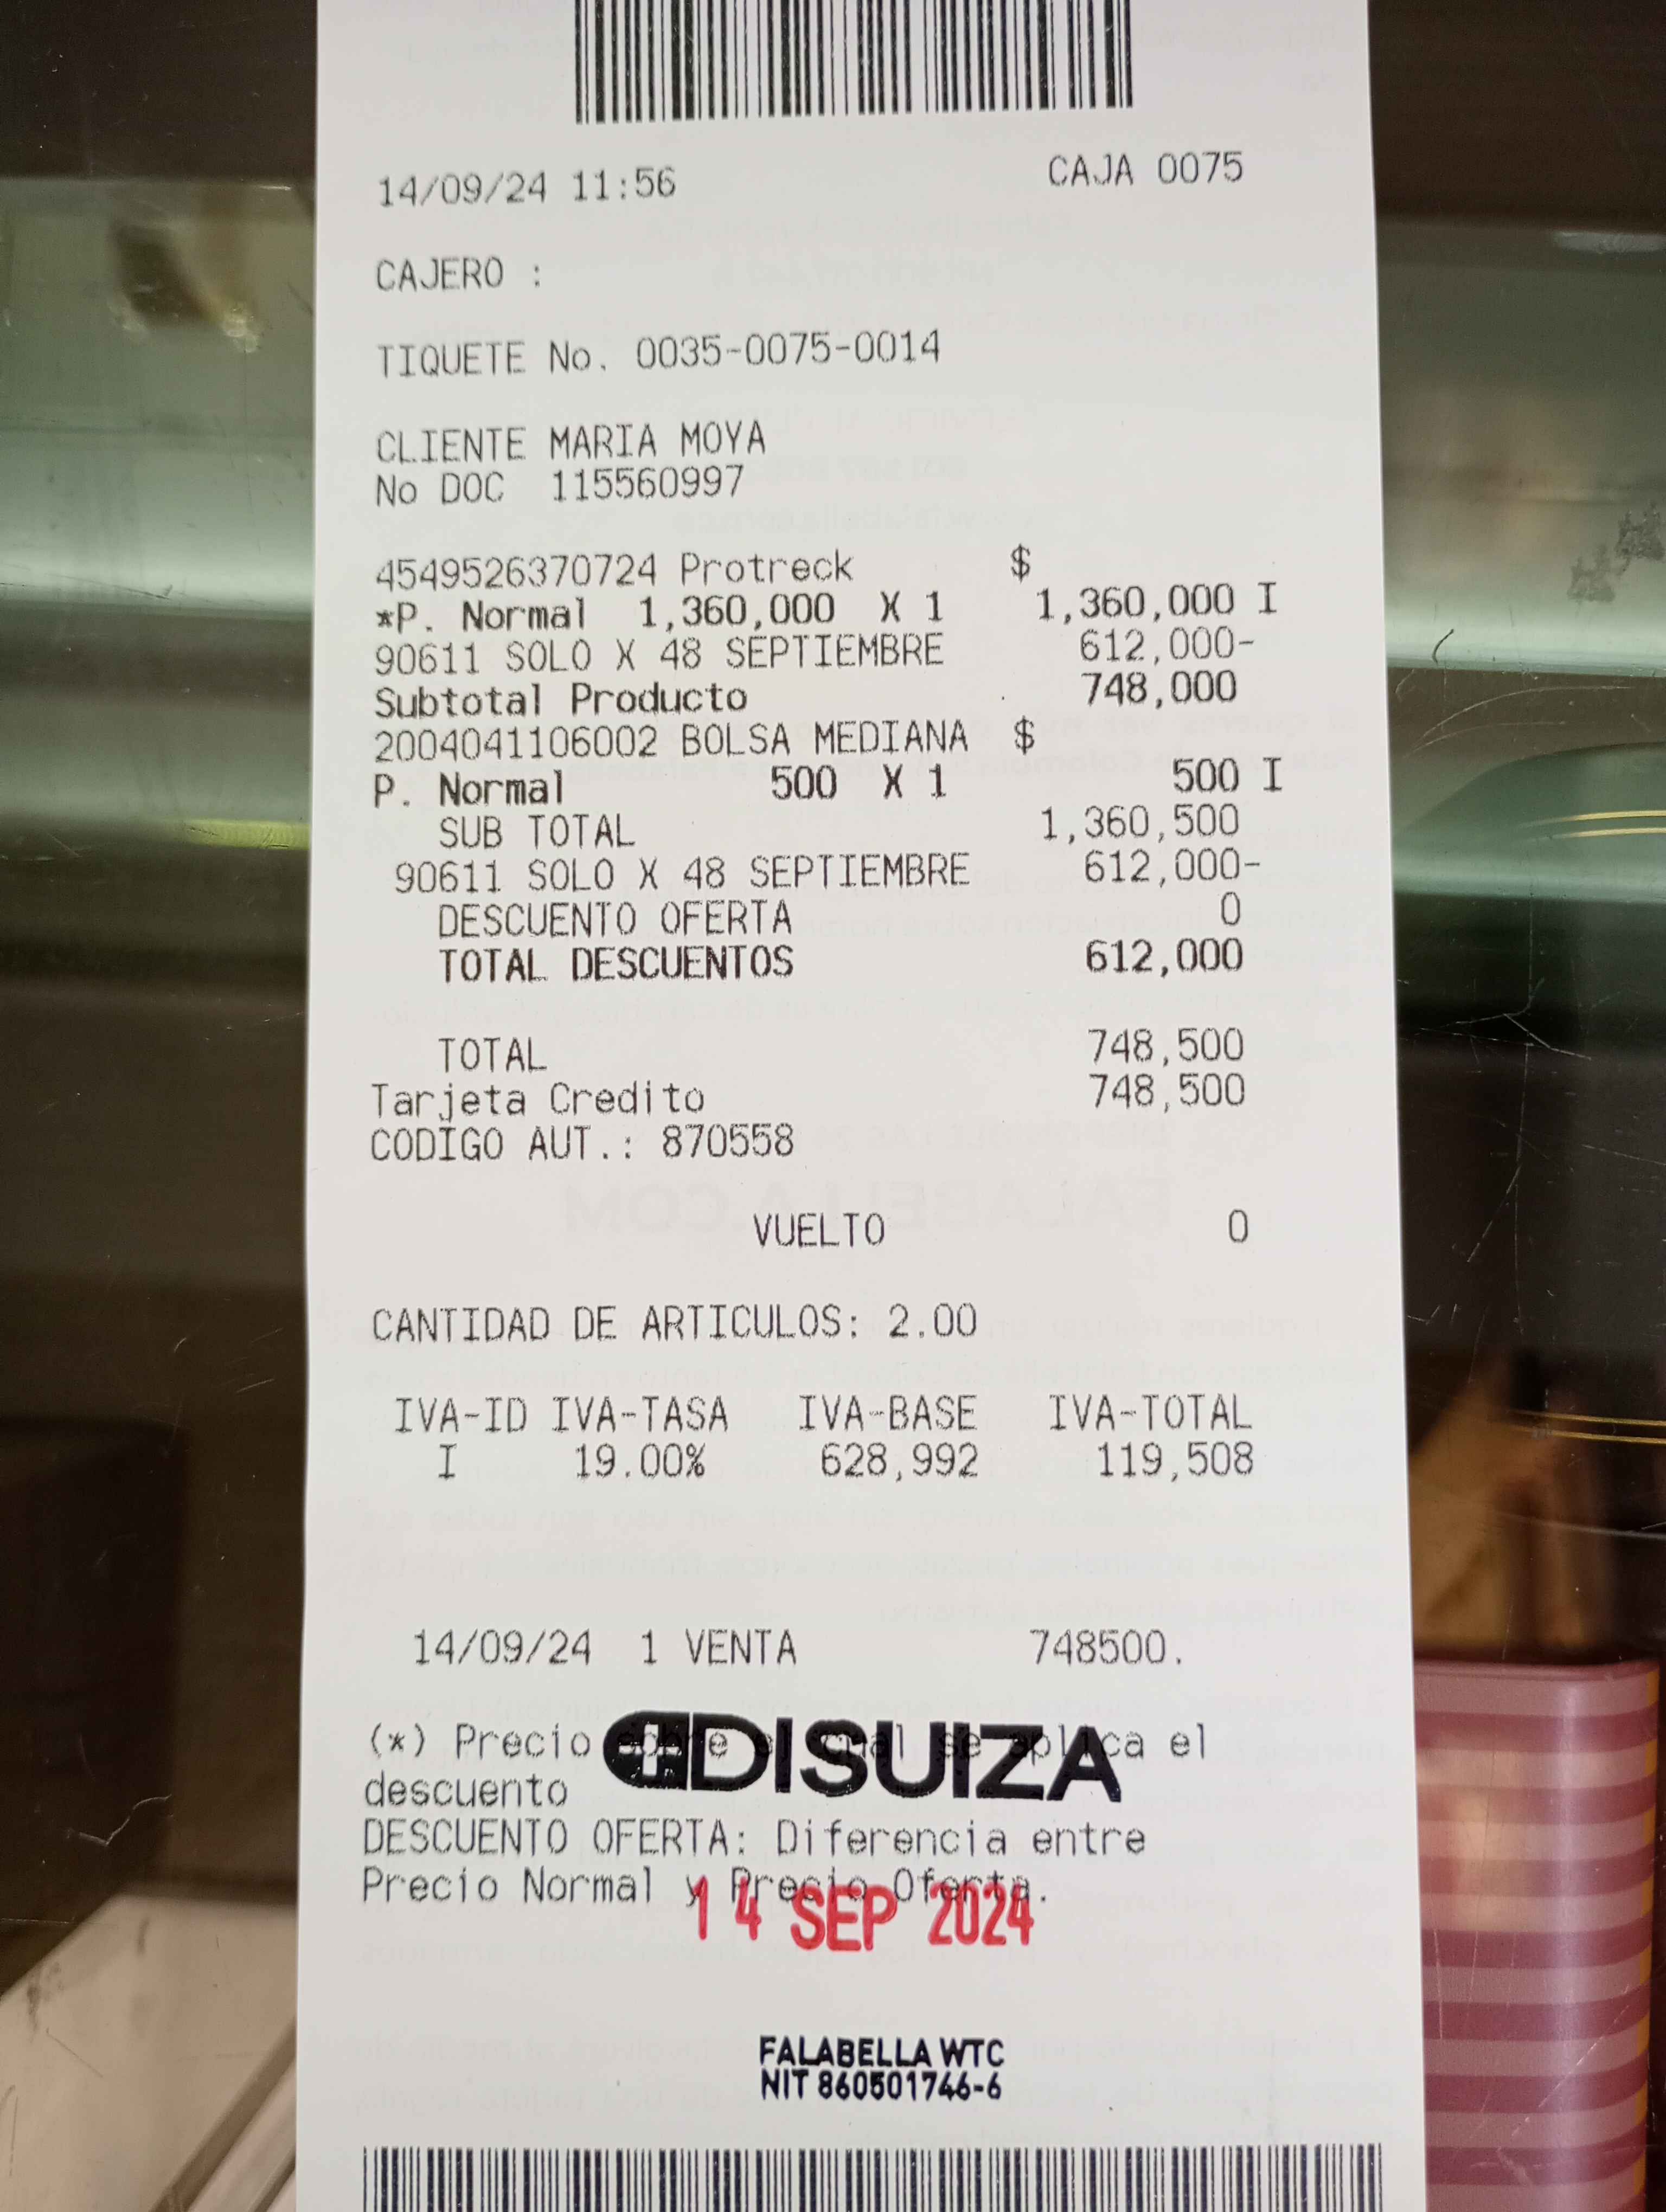 14/09/24 11:56 CAJA 0075
CAJERO :
TIQUETE No. 0035-0075-0014
CLIENTE MARIA MOYA
No DOC 115560997
4549526370724 Protreck $
*P. Normal 1,360,000 X 1 1,360,000 I
90611 SOLO X 48 SEPTIEMBRE 612,000-
Subtotal Producto 748,000
2004041106002 BOLSA MEDIANA $
P. Normal 500 X 1 500 I
SUB TOTAL 1,360,500
90611 SOLO X 48 SEPTIEMBRE 612,000-
DESCUENTO OFERTA 0
TOTAL DESCUENTOS 612,000
TOTAL 748,500
Tarjeta Credito 748,500
CODIGO AUT.: 870558
VUELTO 0
CANTIDAD DE ARTICULOS: 2.00
IVA-ID IVA-TASA IVA-BASE IVA-TOTAL
I 19.00% 628,992 119,508
14/09/24 1 VENTA 748500.
(*) Precio sobre el cual se aplica el
DISUIZA
descuento
DESCUENTO OFERTA: Diferencia entre
Precio Normal y Precio Oferta.
14 SEP 2024
FALABELLA WTC
NIT 860501746-6